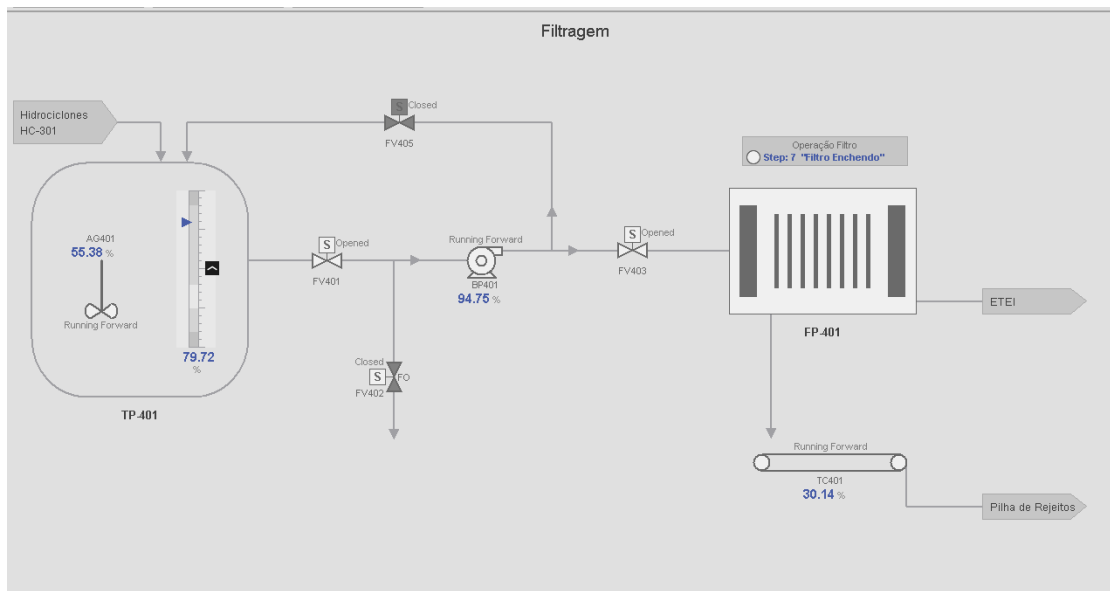 Filtragem
Hidrociclones
HC-301
S
Closed
FV405
Operação Filtro
Step: 7 "Filtro Enchendo"
AG401
55.38 %
Running Forward
79.72
%
TP-401
S
Opened
FV401
Running Forward
BP401
94.75 %
S
Opened
FV403
Closed
S
FO
FV402
FP-401
ETEI
Running Forward
TC401
30.14 %
Pilha de Rejeitos